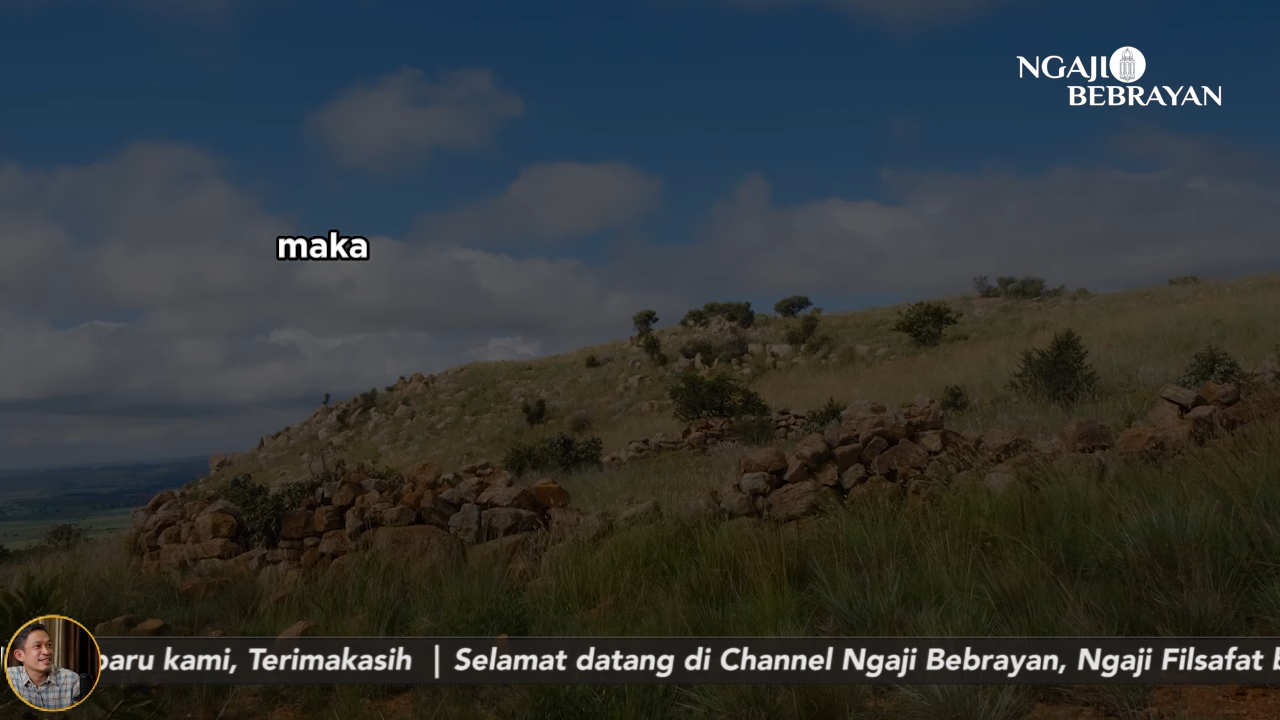 NGAJI
BEBRAYAN
maka
baru kami, Terimakasih | Selamat datang di Channel Ngaji Bebrayan, Ngaji Filsafat